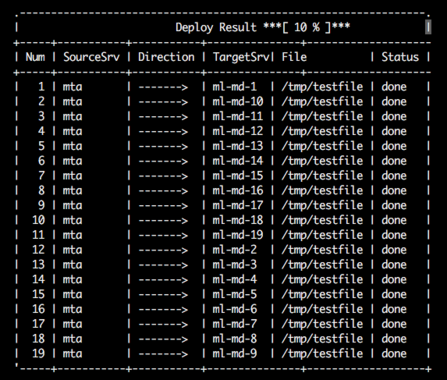 .---------------------------------------------------------------.
| Deploy Result ***[ 10 % ]*** |
+-----+-----------+-----------+----------+---------------+--------+
| Num | SourceSrv | Direction | TargetSrv| File | Status |
+-----+-----------+-----------+----------+---------------+--------+
| 1 | mta | -------> | ml-md-1 | /tmp/testfile | done |
| 2 | mta | -------> | ml-md-10 | /tmp/testfile | done |
| 3 | mta | -------> | ml-md-11 | /tmp/testfile | done |
| 4 | mta | -------> | ml-md-12 | /tmp/testfile | done |
| 5 | mta | -------> | ml-md-13 | /tmp/testfile | done |
| 6 | mta | -------> | ml-md-14 | /tmp/testfile | done |
| 7 | mta | -------> | ml-md-15 | /tmp/testfile | done |
| 8 | mta | -------> | ml-md-16 | /tmp/testfile | done |
| 9 | mta | -------> | ml-md-17 | /tmp/testfile | done |
| 10 | mta | -------> | ml-md-18 | /tmp/testfile | done |
| 11 | mta | -------> | ml-md-19 | /tmp/testfile | done |
| 12 | mta | -------> | ml-md-2 | /tmp/testfile | done |
| 13 | mta | -------> | ml-md-3 | /tmp/testfile | done |
| 14 | mta | -------> | ml-md-4 | /tmp/testfile | done |
| 15 | mta | -------> | ml-md-5 | /tmp/testfile | done |
| 16 | mta | -------> | ml-md-6 | /tmp/testfile | done |
| 17 | mta | -------> | ml-md-7 | /tmp/testfile | done |
| 18 | mta | -------> | ml-md-8 | /tmp/testfile | done |
| 19 | mta | -------> | ml-md-9 | /tmp/testfile | done |
'-----+-----------+-----------+----------+---------------+--------+